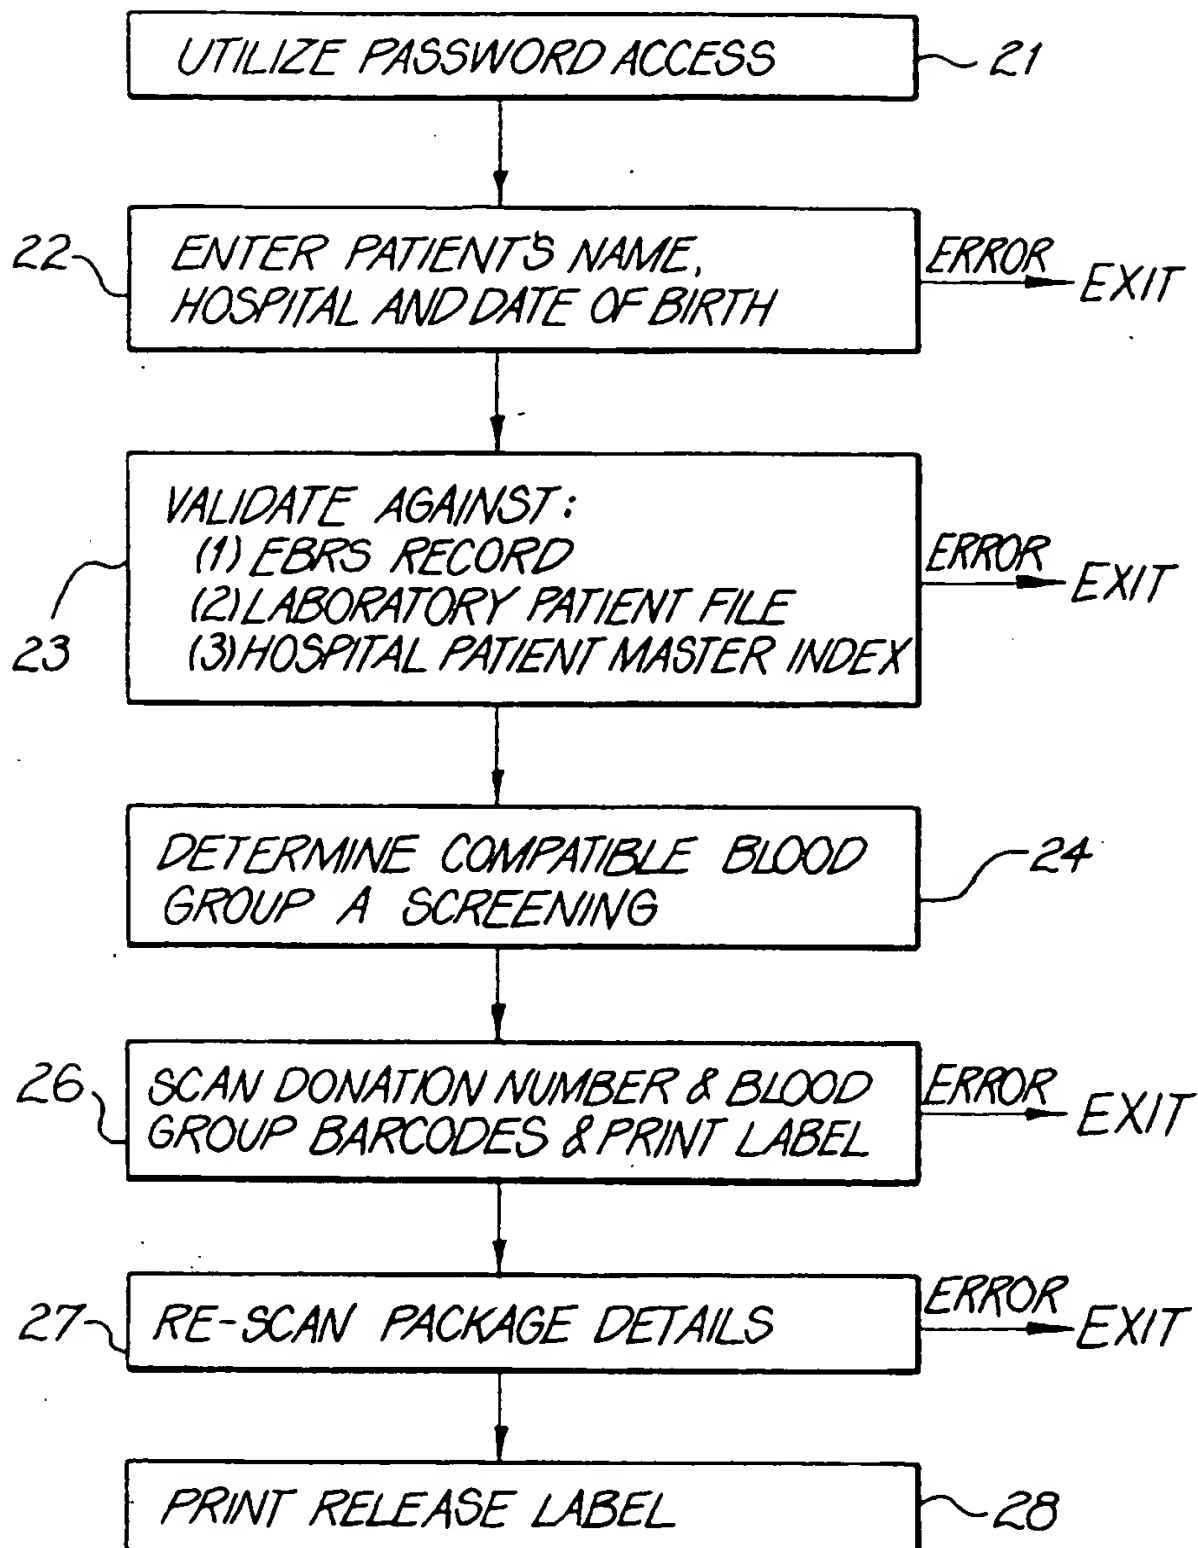 UTILIZE PASSWORD ACCESS
21
22
ENTER PATIENT'S NAME,
HOSPITAL AND DATE OF BIRTH
ERROR
EXIT
VALIDATE AGAINST:
(1) EBRS RECORD
(2) LABORATORY PATIENT FILE
(3) HOSPITAL PATIENT MASTER INDEX
23
ERROR
EXIT
DETERMINE COMPATIBLE BLOOD
GROUP A SCREENING
24
26
SCAN DONATION NUMBER & BLOOD
GROUP BARCODES & PRINT LABEL
ERROR
EXIT
27
RE-SCAN PACKAGE DETAILS
ERROR
EXIT
PRINT RELEASE LABEL
28